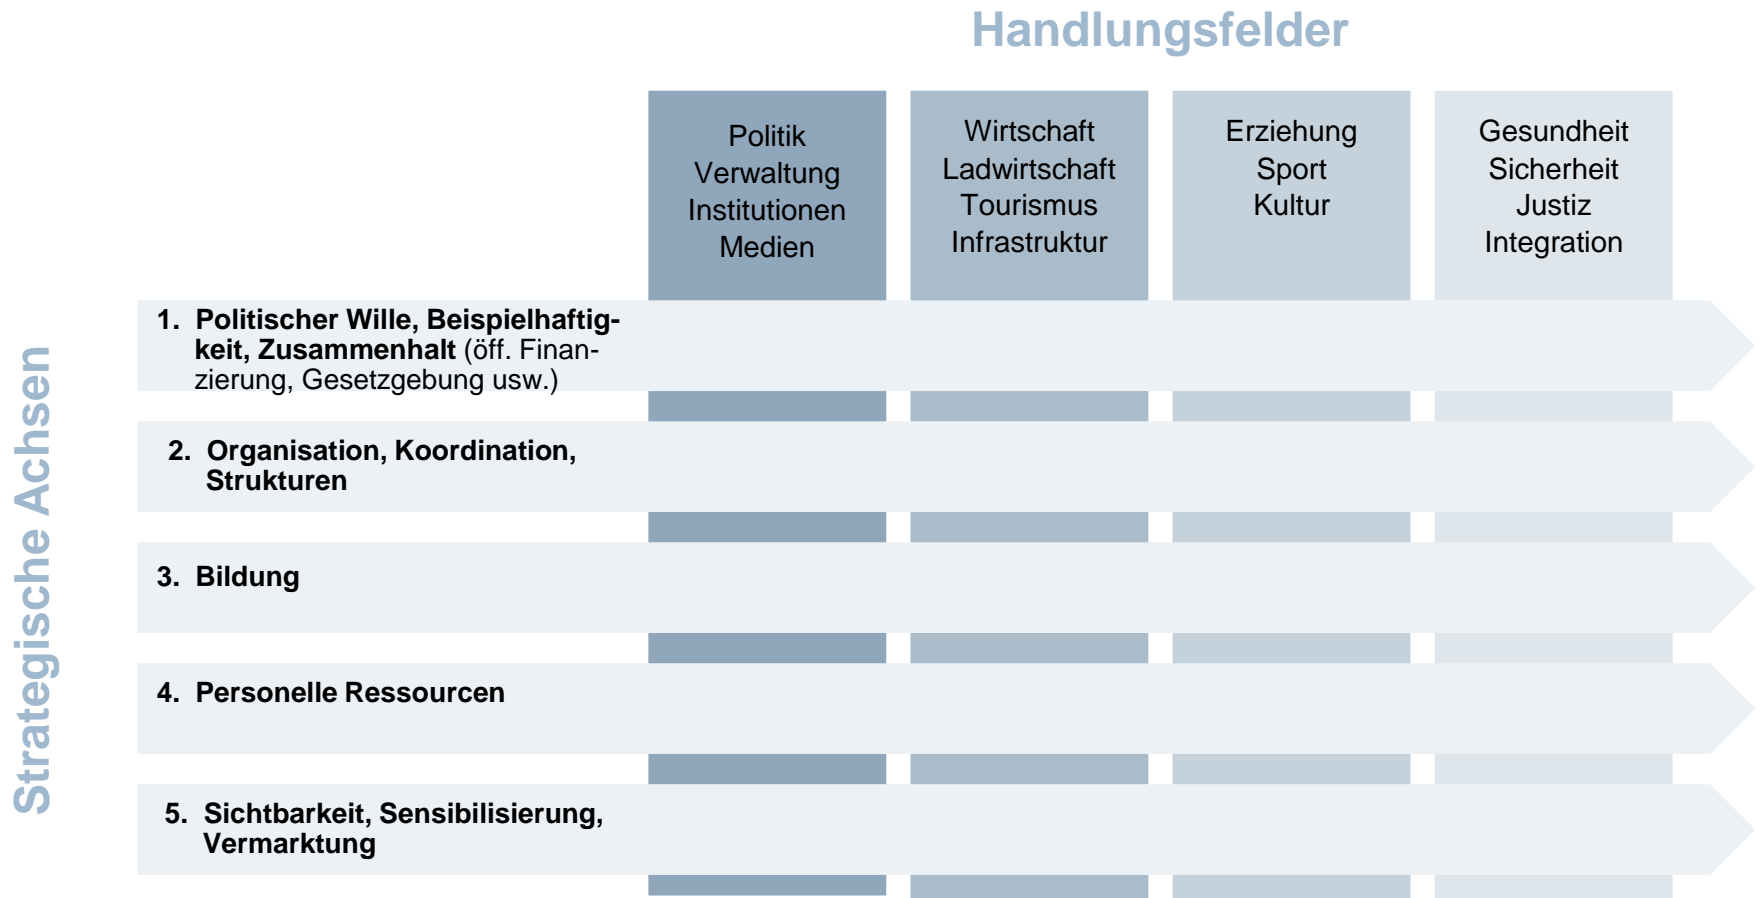 Handlungsfelder
Politik
Verwaltung
Institutionen
Medien
Wirtschaft
Ladwirtschaft
Tourismus
Infrastruktur
Erziehung
Sport
Kultur
Gesundheit
Sicherheit
Justiz
Integration
Strategische Achsen
1. Politischer Wille, Beispielhaftig-
keit, Zusammenhalt (öff. Finan-
zierung, Gesetzgebung usw.)
2. Organisation, Koordination,
Strukturen
3. Bildung
4. Personelle Ressourcen
5. Sichtbarkeit, Sensibilisierung,
Vermarktung